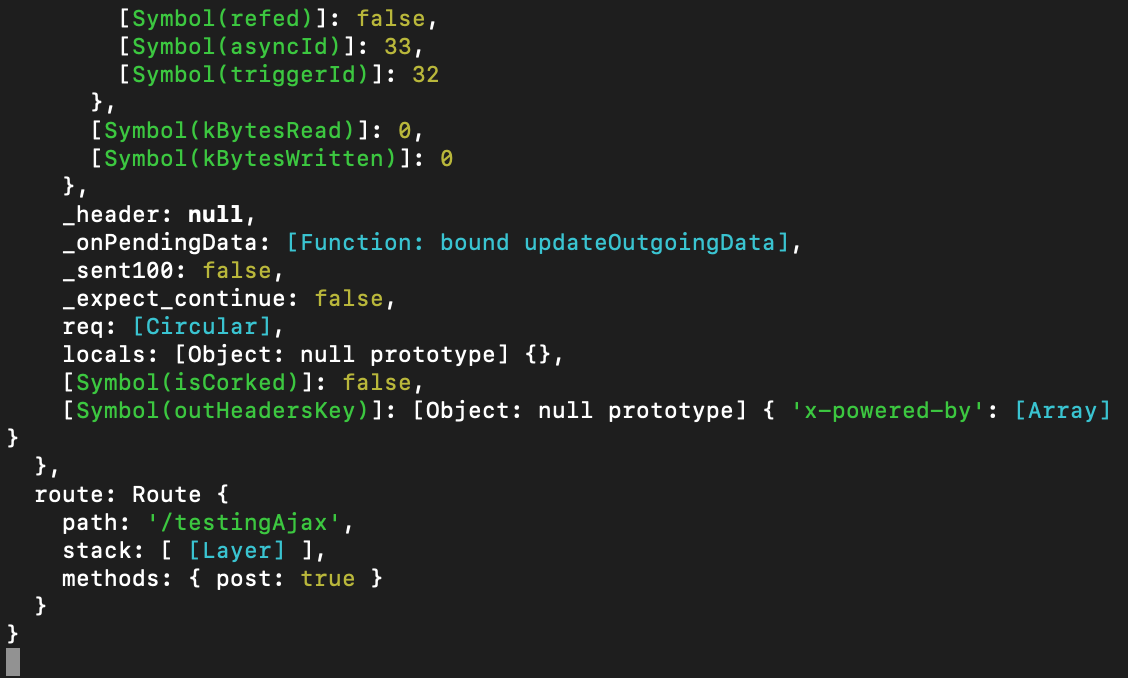 [Symbol(refed)]: false,
        [Symbol(asyncId)]: 33,
        [Symbol(triggerId)]: 32
      },
      [Symbol(kBytesRead)]: 0,
      [Symbol(kBytesWritten)]: 0
    },
    _header: null,
    _onPendingData: [Function: bound updateOutgoingData],
    _sent100: false,
    _expect_continue: false,
    req: [Circular],
    locals: [Object: null prototype] {},
    [Symbol(isCorked)]: false,
    [Symbol(outHeadersKey)]: [Object: null prototype] { 'x-powered-by': [Array]
}
  },
  route: Route {
    path: '/testingAjax',
    stack: [ [Layer] ],
    methods: { post: true }
  }
}